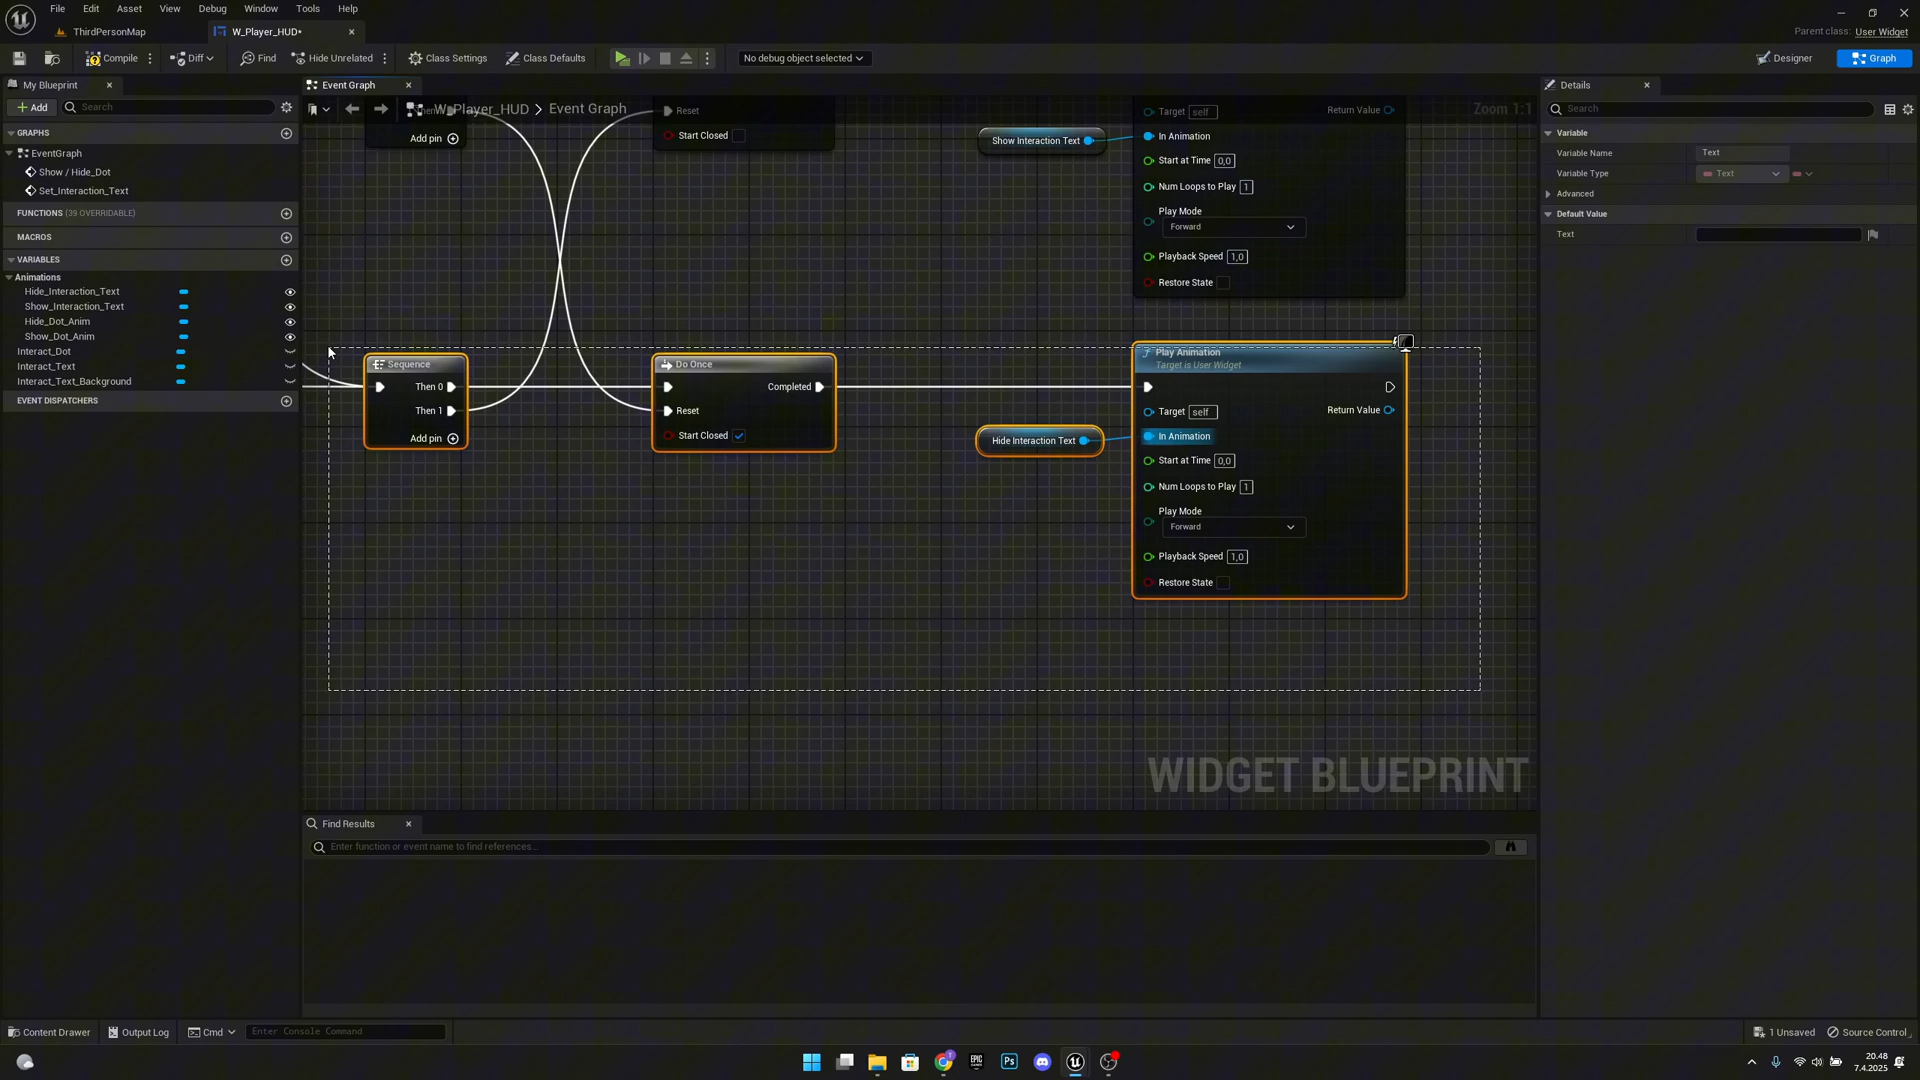 File Edit Asset View Debug Window Tools Help
ThirdPersonMap W_Player_HUD*
Parent class: User Widget
Compile Diff Find Hide Unrelated Class Settings Class Defaults No debug object selected Designer Graph
My Blueprint
Event Graph
Details
Add Search
W_Player_HUD > Event Graph
Zoom 1:1
Search
GRAPHS
EventGraph
Show / Hide_Dot
Set_Interaction_Text
FUNCTIONS (39 OVERRIDABLE)
MACROS
VARIABLES
Animations
Hide_Interaction_Text
Show_Interaction_Text
Hide_Dot_Anim
Show_Dot_Anim
Interact_Dot
Interact_Text
Interact_Text_Background
EVENT DISPATCHERS
Add pin
Reset
Start Closed
Show Interaction Text
Target self Return Value
In Animation
Start at Time 0,0
Num Loops to Play 1
Play Mode
Forward
Playback Speed 1,0
Restore State
Sequence
Then 0
Then 1
Add pin
Do Once
Completed
Reset
Start Closed
Hide Interaction Text
Play Animation
Target is User Widget
Target self Return Value
In Animation
Start at Time 0,0
Num Loops to Play 1
Play Mode
Forward
Playback Speed 1,0
Restore State
WIDGET BLUEPRINT
Variable
Variable Name Text
Variable Type Text
Advanced
Default Value
Text
Find Results
Enter function or event name to find references...
Content Drawer Output Log Cmd Enter Console Command 1 Unsaved Source Control
EPIC GAMES
Ps
20.48
7.4.2025